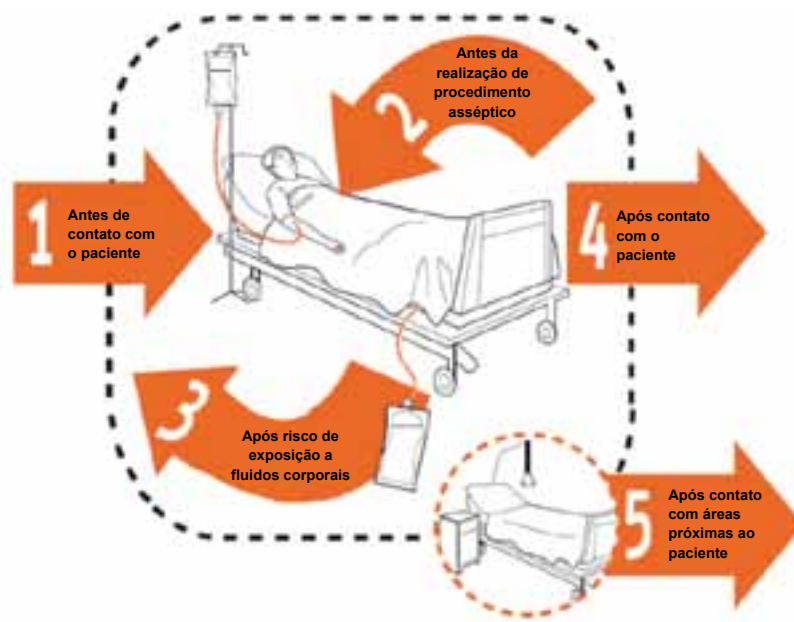 1
Antes de
contato com
o paciente
2
Antes da
realização de
procedimento
asséptico
3
Após risco de
exposição a
fluidos corporais
4
Após contato
com o
paciente
5
Após contato
com áreas
próximas ao
paciente